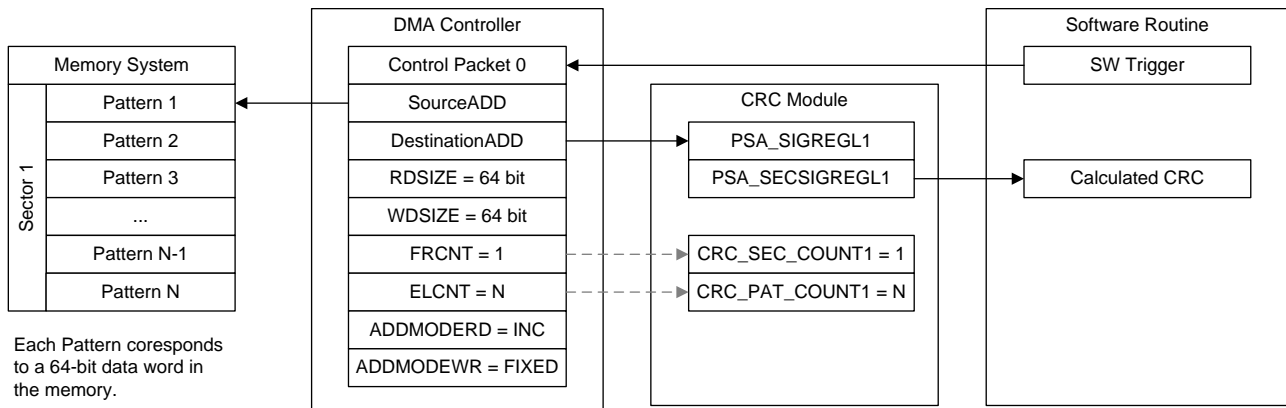 DMA Controller
Software Routine
Memory System
Control Packet 0
SW Trigger
Sector 1
Pattern 1
SourceADD
CRC Module
Pattern 2
DestinationADD
PSA_SIGREGL1
Pattern 3
RDSIZE = 64 bit
PSA_SECSIGREGL1
Calculated CRC
...
WDSIZE = 64 bit
Pattern N-1
FRCNT = 1
CRC_SEC_COUNT1 = 1
Pattern N
ELCNT = N
CRC_PAT_COUNT1 = N
ADDMODERD = INC
ADDMODEWR = FIXED
Each Pattern coresponds
to a 64-bit data word in
the memory.